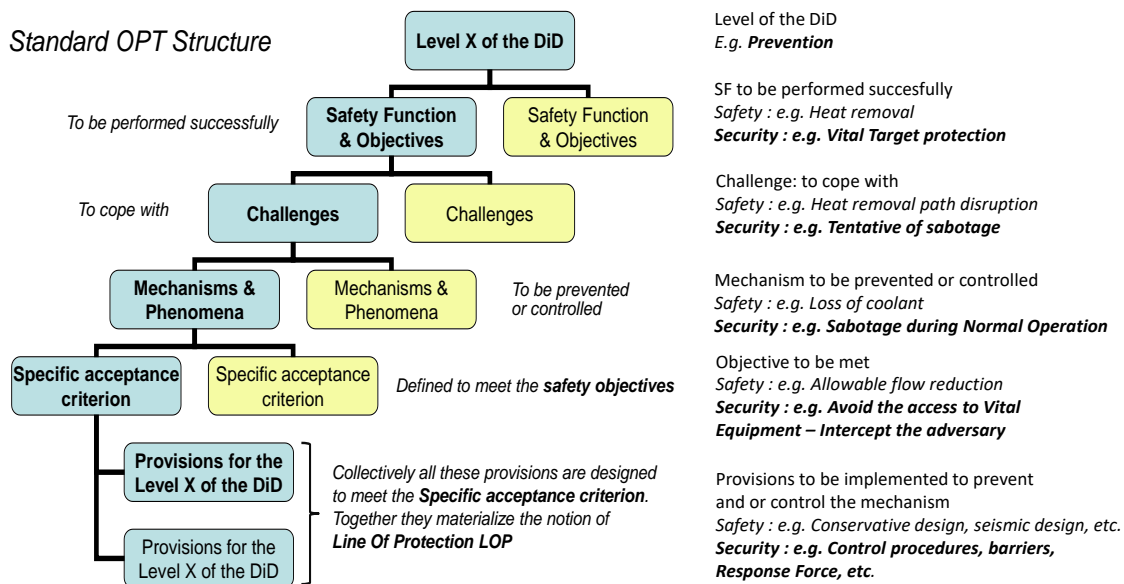 Standard OPT Structure
Level X of the DiD
Level of the DiD
E.g. Prevention
To be performed successfully
Safety Function
& Objectives
Safety Function
& Objectives
SF to be performed succesfully
Safety : e.g. Heat removal
Security : e.g. Vital Target protection
To cope with
Challenges
Challenges
Challenge: to cope with
Safety : e.g. Heat removal path disruption
Security : e.g. Tentative of sabotage
Mechanisms &
Phenomena
Mechanisms &
Phenomena
To be prevented
or controlled
Mechanism to be prevented or controlled
Safety : e.g. Loss of coolant
Security : e.g. Sabotage during Normal Operation
Specific acceptance
criterion
Specific acceptance
criterion
Defined to meet the safety objectives
Objective to be met
Safety : e.g. Allowable flow reduction
Security : e.g. Avoid the access to Vital
Equipment – Intercept the adversary
Provisions for the
Level X of the DiD
Provisions for the
Level X of the DiD
Collectively all these provisions are designed
to meet the Specific acceptance criterion.
Together they materialize the notion of
Line Of Protection LOP
Provisions to be implemented to prevent
and or control the mechanism
Safety : e.g. Conservative design, seismic design, etc.
Security : e.g. Control procedures, barriers,
Response Force, etc.